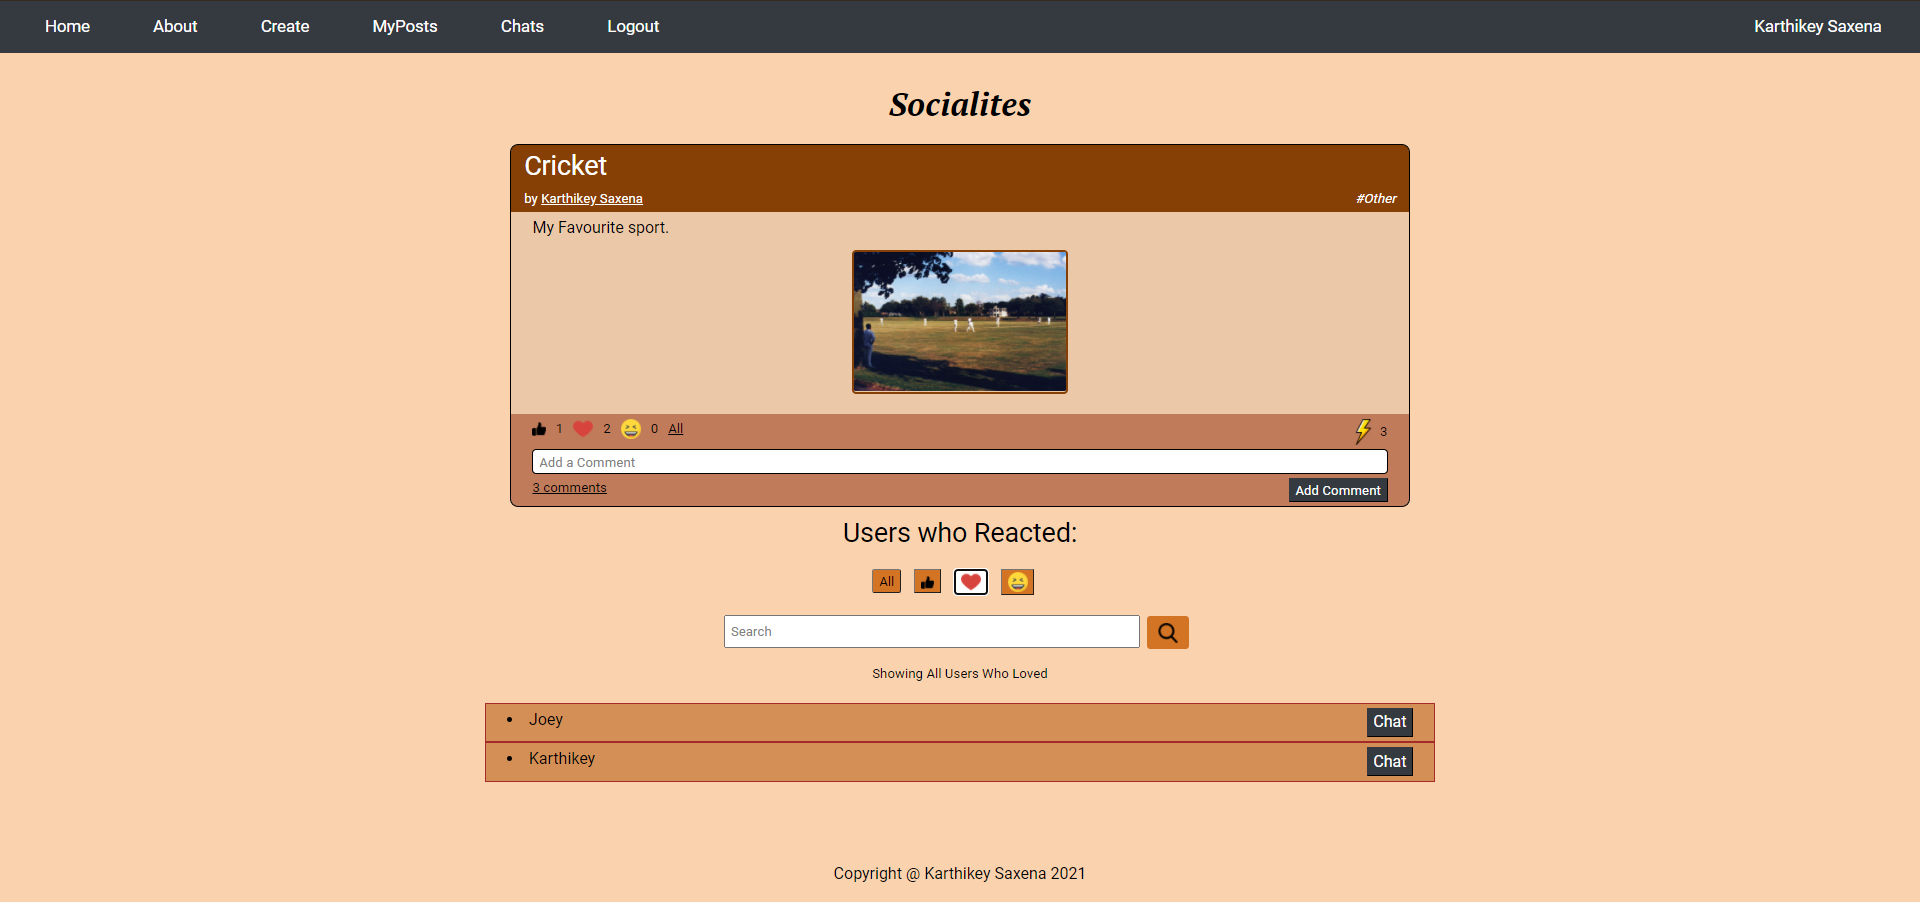 Home About Create MyPosts Chats Logout Karthikey Saxena
Socialites
Cricket
by Karthikey Saxena #Other
My Favourite sport.
1 2 0 All 3
Add a Comment
3 comments Add Comment
Users who Reacted:
All
Search
Showing All Users Who Loved
• Joey Chat
• Karthikey Chat
Copyright @ Karthikey Saxena 2021